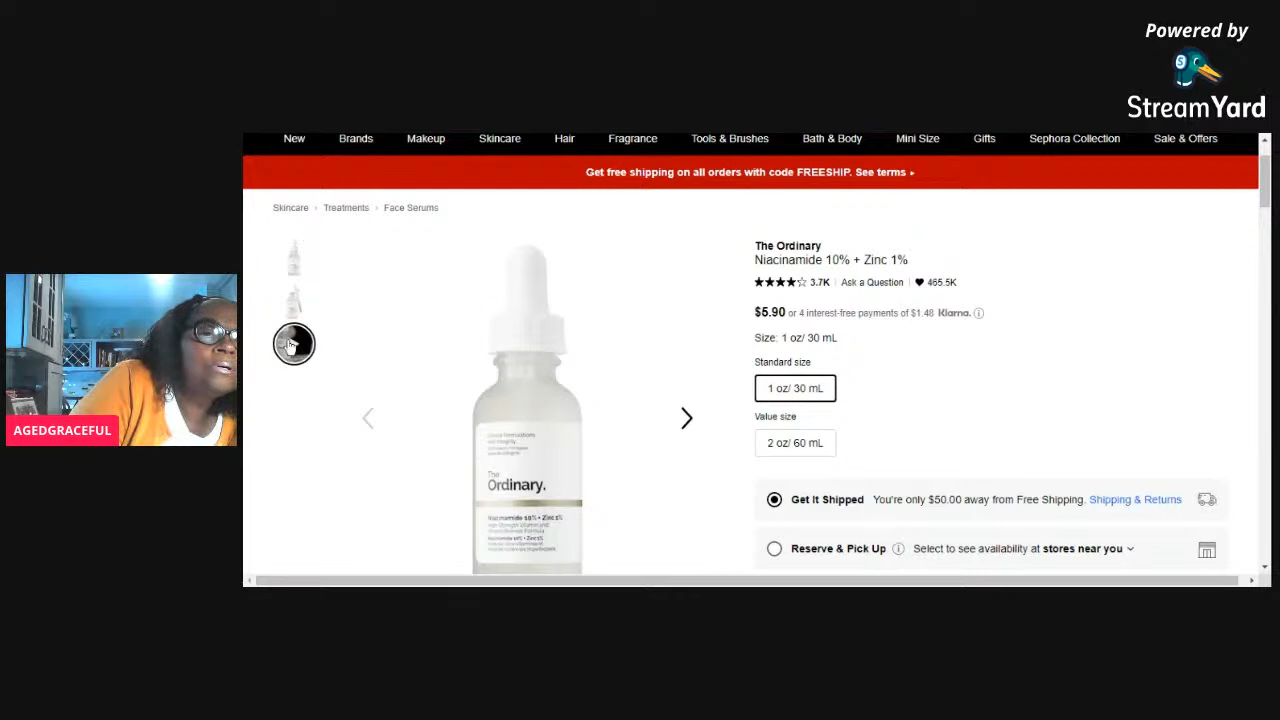 Powered by
StreamYard
New Brands Makeup Skincare Hair Fragrance Tools & Brushes Bath & Body Mini Size Gifts Sephora Collection Sale & Offers
Get free shipping on all orders with code FREESHIP. See terms ▸
Skincare › Treatments › Face Serums
The Ordinary
Niacinamide 10% + Zinc 1%
3.7K Ask a Question 465.5K
$5.90 or 4 interest-free payments of $1.48 Klarna.
Size: 1 oz/ 30 mL
Standard size
1 oz/ 30 mL
Value size
2 oz/ 60 mL
Get It Shipped You're only $50.00 away from Free Shipping. Shipping & Returns
Reserve & Pick Up Select to see availability at stores near you
The
Ordinary.
Niacinamide 10% + Zinc 1%
AGEDGRACEFUL